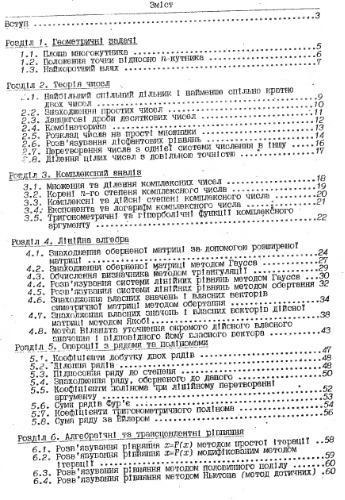 Зміст
Вступ 3
Розділ 1. Геометричні задачі
1.1. Площа многокутника 5
1.2. Положення точки відносно n-кутника 6
1.3. Найкоротший шлях 7
Розділ 2. Теорія чисел
2.1. Найбільший спільний дільник і найменше спільне кратне
двох чисел 9
2.2. Знаходження простих чисел 10
2.3. Ланцюгові дроби десяткових чисел 11
2.4. Комбінаторика 12
2.5. Розклад числа на прості множники 13
2.6. Розв'язування діофантових рівнянь 14
2.7. Перетворення числа з однієї системи числення в іншу 16
2.8. Ділення цілих чисел з довільною точністю 17
Розділ 3. Комплексний аналіз
3.1. Множення та ділення комплексних чисел 18
3.2. Корені n-го степеня комплексного числа 19
3.3. Комплексні та дійсні степені комплексного числа 20
3.4. Експонента та логарифм комплексного числа 21
3.5. Тригонометричні та гіперболічні функції комплексного
аргументу 22
Розділ 4. Лінійна алгебра
4.1. Знаходження оберненої матриці за допомогою розширеної
матриці 24
4.2. Знаходження оберненої матриці методом Гаусса 27
4.3. Обчислення визначника методом тріангуляції 29
4.4. Розв'язування системи лінійних рівнянь методом Гаусса 30
4.5. Розв'язування системи лінійних рівнянь методом обертання 32
4.6. Знаходження власних значень і власних векторів
симетричної матриці методом обертання 34
4.7. Знаходження власних значень і власних векторів дійсної
матриці методом Якобі 38
4.8. Метод Віландта уточнення окремого дійсного власного
значення і відповідного йому власного вектора 43
Розділ 5. Операції з рядами та поліномами
5.1. Коефіцієнти добутку двох рядів 47
5.2. Ділення рядів 48
5.3. Піднесення ряду до степеня 48
5.4. Знаходження ряду, оберненого до даного 50
5.5. Коефіцієнти полінома при лінійному перетворенні
аргументу 52
5.6. Сума рядів Фур'є 53
5.7. Коефіцієнти тригонометричного полінома 54
5.8. Сума ряду за Ейлером 56
Розділ 6. Алгебраїчні та трансцендентні рівняння
6.1. Розв'язування рівняння x=F(x) методом простої ітерації 58
6.2. Розв'язування рівняння x=F(x) модифікованим методом
ітерації 59
6.3. Розв'язування рівняння методом половинного поділу 60
6.4. Розв'язування рівняння методом Ньютона (метод дотичних) 61